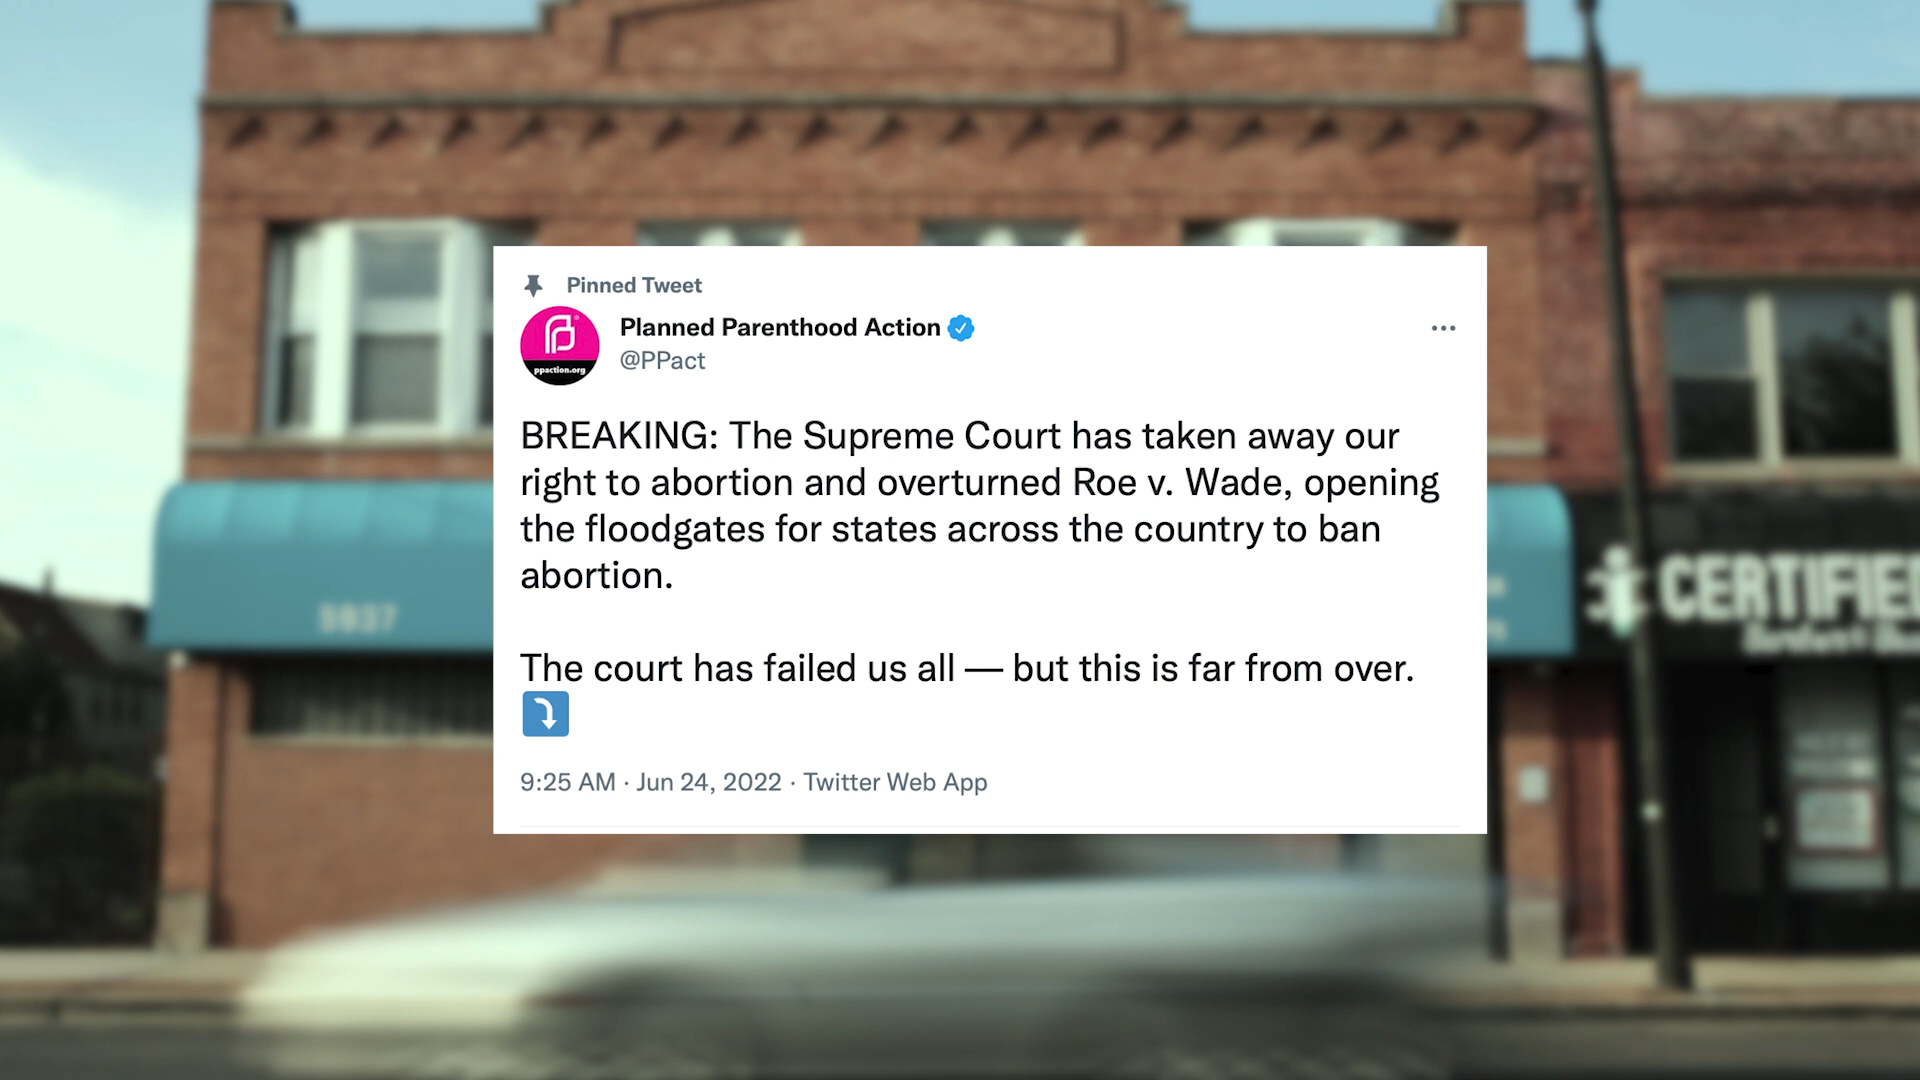 Pinned Tweet
Planned Parenthood Action
@PPact
ppaction.org
BREAKING: The Supreme Court has taken away our
right to abortion and overturned Roe v. Wade, opening
the floodgates for states across the country to ban
abortion.
The court has failed us all — but this is far from over.
9:25 AM · Jun 24, 2022 · Twitter Web App
5937
CERTIFIED